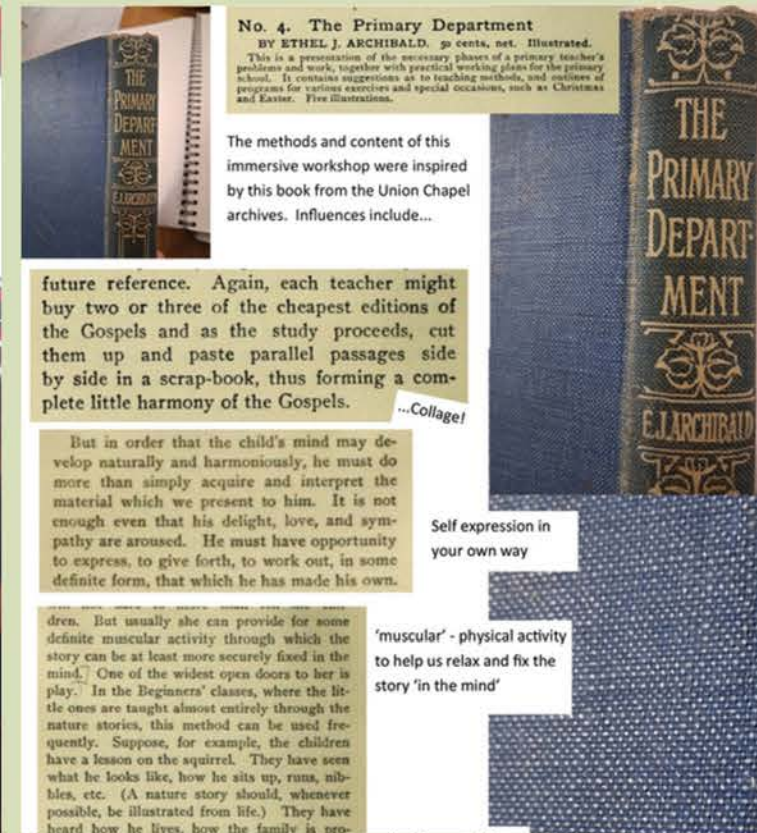 THE
PRIMARY
DEPART
MENT
E.J.ARCHIBALD
No. 4. The Primary Department
BY ETHEL J. ARCHIBALD. 50 cents, net. Illustrated.
This is a presentation of the necessary phases of a primary teacher's
problems and work, together with practical working plans for the primary
school. It contains suggestions as to teaching methods, and outlines of
programs for various exercises and special occasions, such as Christmas
and Easter. Five illustrations.
The methods and content of this
immersive workshop were inspired
by this book from the Union Chapel
archives. Influences include...
THE
PRIMARY
DEPART-
MENT
E.J.ARCHIBALD
future reference. Again, each teacher might
buy two or three of the cheapest editions of
the Gospels and as the study proceeds, cut
them up and paste parallel passages side
by side in a scrap-book, thus forming a com-
plete little harmony of the Gospels.
...Collage!
But in order that the child's mind may de-
velop naturally and harmoniously, he must do
more than simply acquire and interpret the
material which we present to him. It is not
enough even that his delight, love, and sym-
pathy are aroused. He must have opportunity
to express, to give forth, to work out, in some
definite form, that which he has made his own.
Self expression in
your own way
dren. But usually she can provide for some
definite muscular activity through which the
story can be at least more securely fixed in the
mind. One of the widest open doors to her is
play. In the Beginners' classes, where the lit-
tle ones are taught almost entirely through the
nature stories, this method can be used fre-
quently. Suppose, for example, the children
have a lesson on the squirrel. They have seen
what he looks like, how he sits up, runs, nib-
bles, etc. (A nature story should, whenever
possible, be illustrated from life.) They have
heard how he lives, how the family is pro-
'muscular' - physical activity
to help us relax and fix the
story 'in the mind'